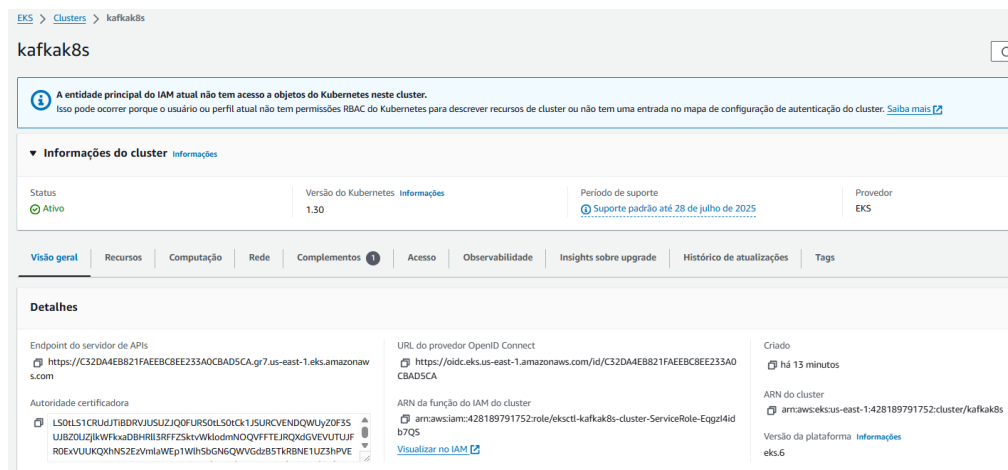 EKS > Clusters > kafkak8s
kafkak8s
A entidade principal do IAM atual não tem acesso a objetos do Kubernetes neste cluster.
Isso pode ocorrer porque o usuário ou perfil atual não tem permissões RBAC do Kubernetes para descrever recursos de cluster ou não tem uma entrada no mapa de configuração de autenticação do cluster. Saiba mais
Informações do cluster Informações
Status
Ativo
Versão do Kubernetes Informações
1.30
Período de suporte
Suporte padrão até 28 de julho de 2025
Provedor
EKS
Visão geral Recursos Computação Rede Complementos 1 Acesso Observabilidade Insights sobre upgrade Histórico de atualizações Tags
Detalhes
Endpoint do servidor de APIs
https://C32DA4EB821FAEEBC8EE233A0CBAD5CA.gr7.us-east-1.eks.amazonaw
s.com
Autoridade certificadora
URL do provedor OpenID Connect
https://oidc.eks.us-east-1.amazonaws.com/id/C32DA4EB821FAEEBC8EE233A0
CBAD5CA
ARN da função do IAM do cluster
arn:aws:iam::428189791752:role/eksctl-kafkak8s-cluster-ServiceRole-Eqgzl4id
b7QS
Visualizar no IAM
Criado
há 13 minutos
ARN do cluster
arn:aws:eks:us-east-1:428189791752:cluster/kafkak8s
Versão da plataforma Informações
eks.6